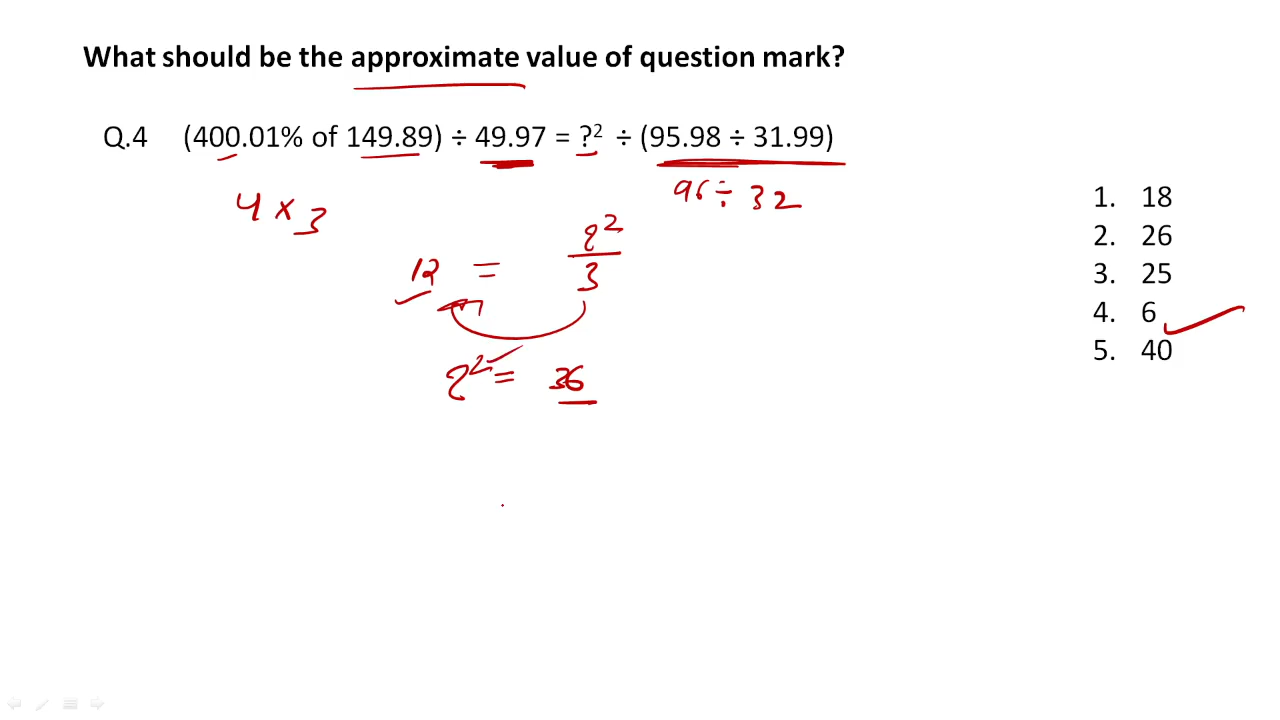 What should be the approximate value of question mark?
Q.4 (400.01% of 149.89) ÷ 49.97 = ?² ÷ (95.98 ÷ 31.99)
96 ÷ 32
4 × 3
12 = ?² / 3
?² = 36
1. 18
2. 26
3. 25
4. 6
5. 40